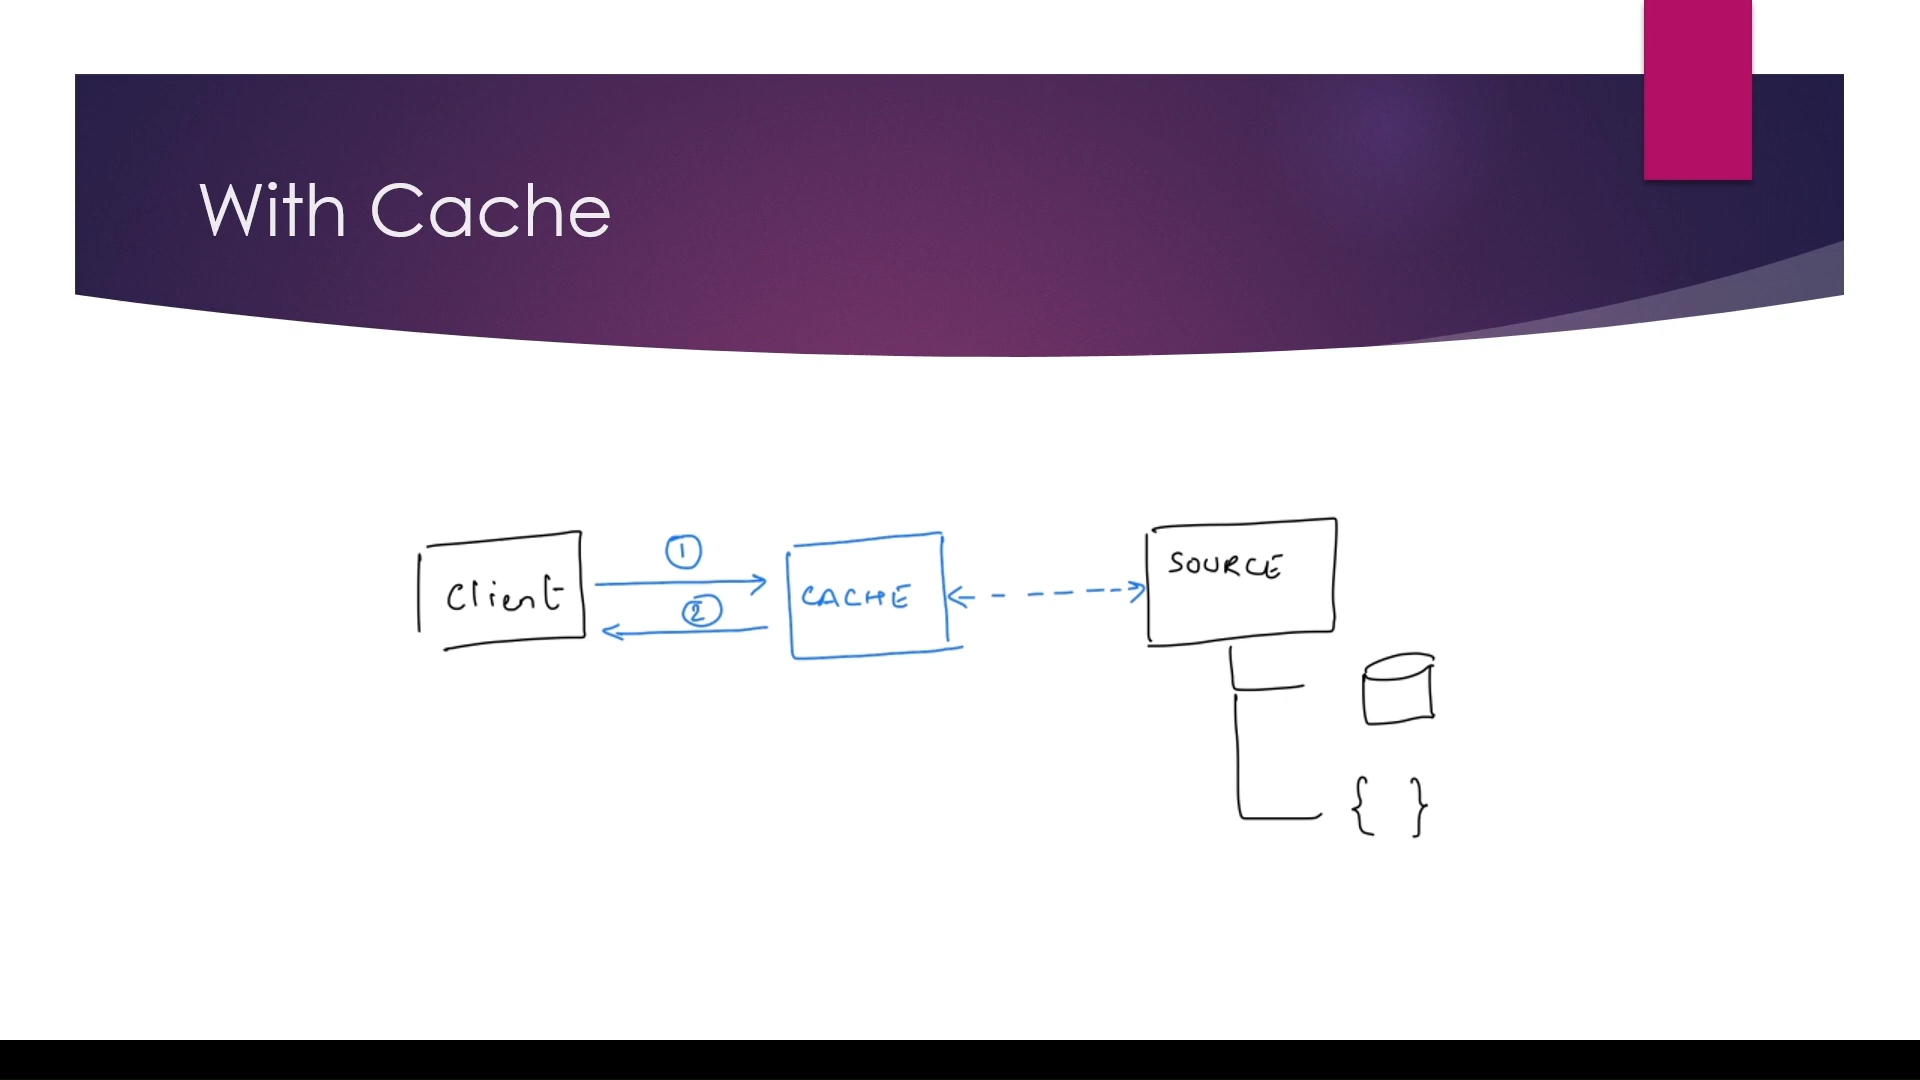 With Cache
1
Client
2
CACHE
SOURCE
{ }